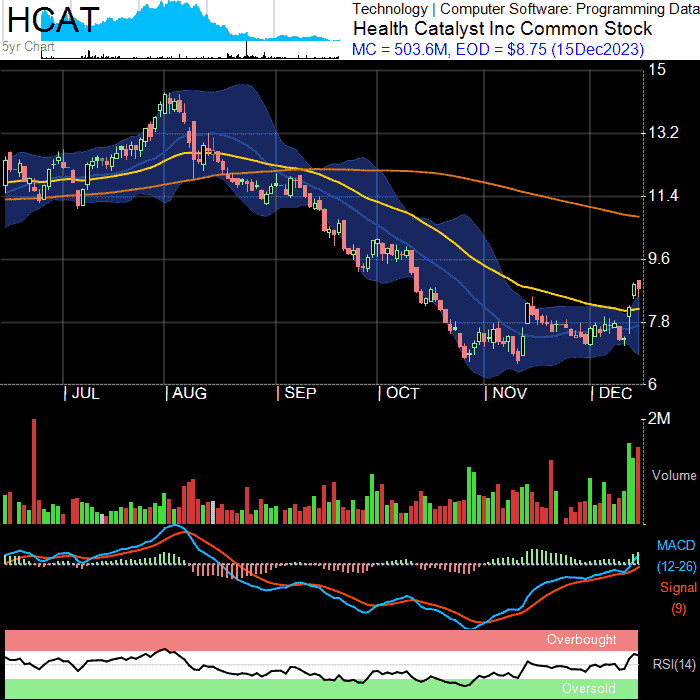 HCAT
5yr Chart
Technology | Computer Software: Programming Data
Health Catalyst Inc Common Stock
MC = 503.6M, EOD = $8.75 (15Dec2023)
15
13.2
11.4
9.6
7.8
6
| JUL | AUG | SEP | OCT | NOV | DEC
2M
Volume
MACD
(12-26)
Signal
(9)
Overbought
RSI(14)
Oversold